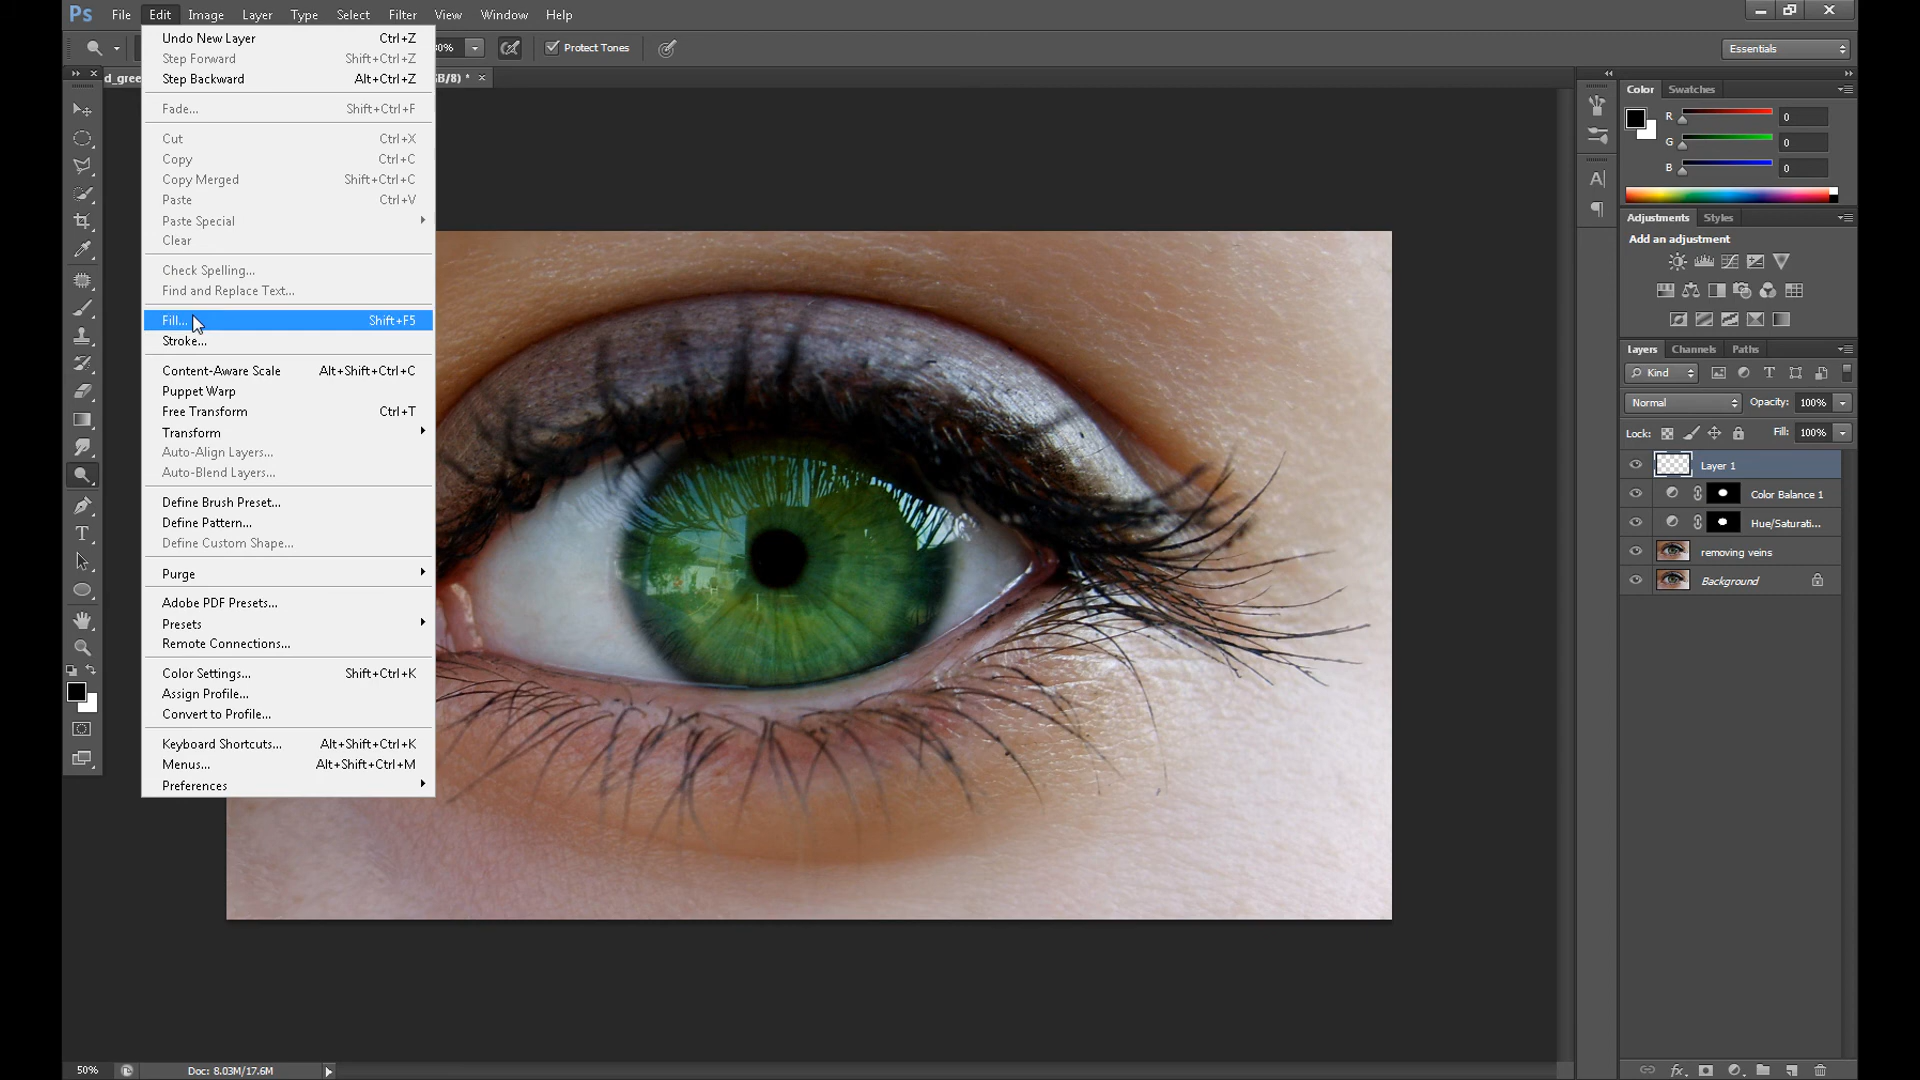 Ps File Edit Image Layer Type Select Filter View Window Help
Protect Tones
Essentials
Undo New Layer Ctrl+Z
Step Forward Shift+Ctrl+Z
Step Backward Alt+Ctrl+Z
Fade... Shift+Ctrl+F
Cut Ctrl+X
Copy Ctrl+C
Copy Merged Shift+Ctrl+C
Paste Ctrl+V
Paste Special
Clear
Check Spelling...
Find and Replace Text...
Fill... Shift+F5
Stroke...
Content-Aware Scale Alt+Shift+Ctrl+C
Puppet Warp
Free Transform Ctrl+T
Transform
Auto-Align Layers...
Auto-Blend Layers...
Define Brush Preset...
Define Pattern...
Define Custom Shape...
Purge
Adobe PDF Presets...
Presets
Remote Connections...
Color Settings... Shift+Ctrl+K
Assign Profile...
Convert to Profile...
Keyboard Shortcuts... Alt+Shift+Ctrl+K
Menus... Alt+Shift+Ctrl+M
Preferences
Color Swatches
R 0
G 0
B 0
Adjustments Styles
Add an adjustment
Layers Channels Paths
Kind
Normal Opacity: 100%
Lock: Fill: 100%
Layer 1
Color Balance 1
Hue/Saturati...
removing veins
Background
50% Doc: 8.03M/17.6M